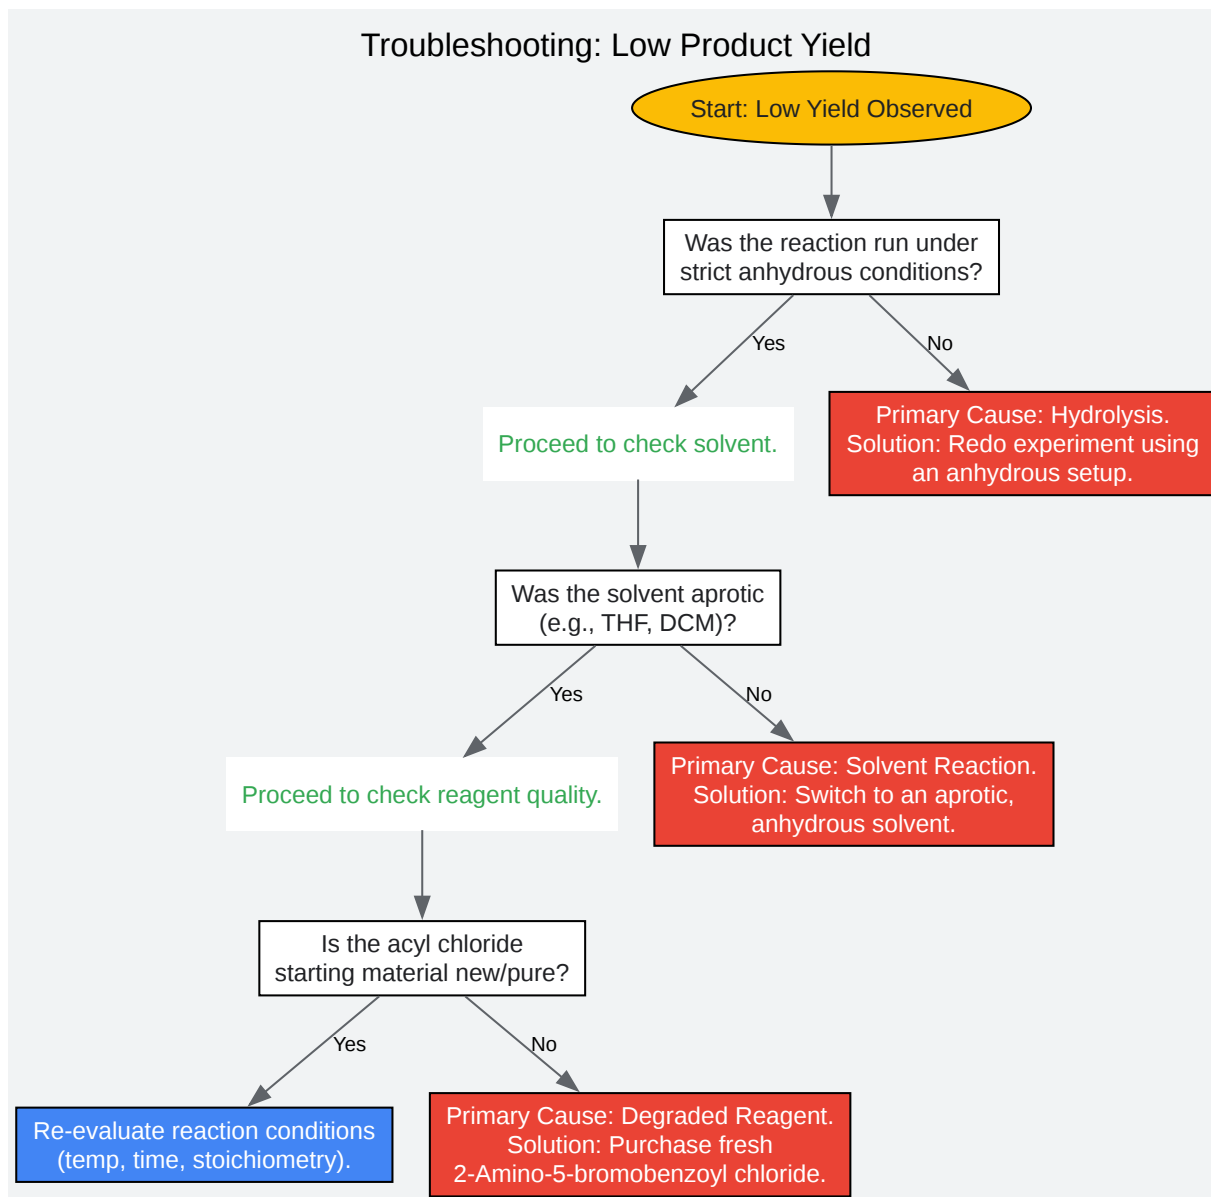 Troubleshooting: Low Product Yield
Start: Low Yield Observed
Was the reaction run under
strict anhydrous conditions?
Yes
No
Proceed to check solvent.
Primary Cause: Hydrolysis.
Solution: Redo experiment using
an anhydrous setup.
Was the solvent aprotic
(e.g., THF, DCM)?
Yes
No
Proceed to check reagent quality.
Primary Cause: Solvent Reaction.
Solution: Switch to an aprotic,
anhydrous solvent.
Is the acyl chloride
starting material new/pure?
Yes
No
Re-evaluate reaction conditions
(temp, time, stoichiometry).
Primary Cause: Degraded Reagent.
Solution: Purchase fresh
2-Amino-5-bromobenzoyl chloride.